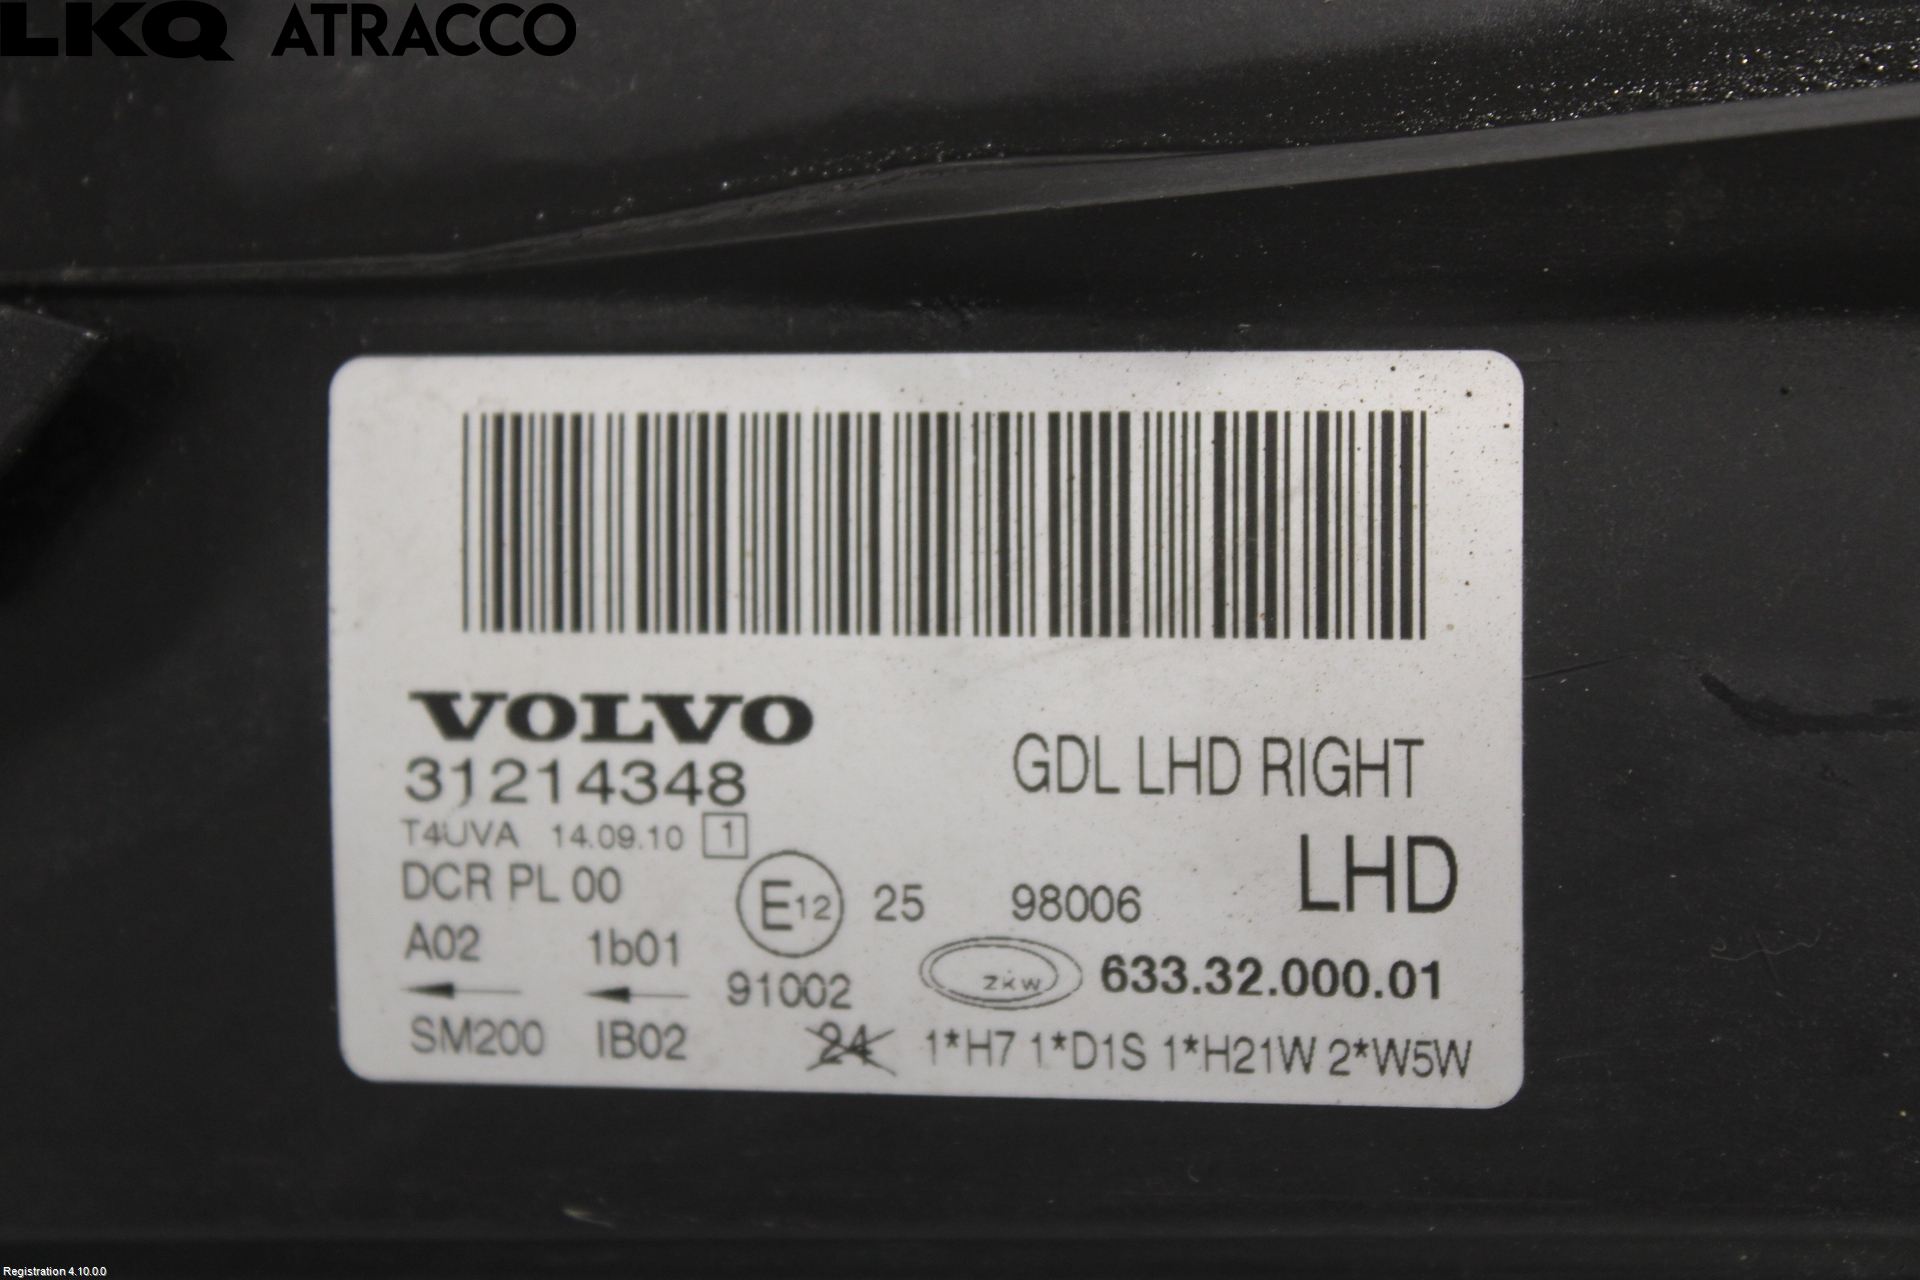 LKQ ATRACCO
VOLVO
31214348
GDL LHD RIGHT
T4UVA 14.09.10 1
LHD
DCR PL 00
E12 25 98006
A02 1b01
91002
zkw 633.32.000.01
SM200 IB02
24 1*H7 1*D1S 1*H21W 2*W5W
Registration 4.10.0.0